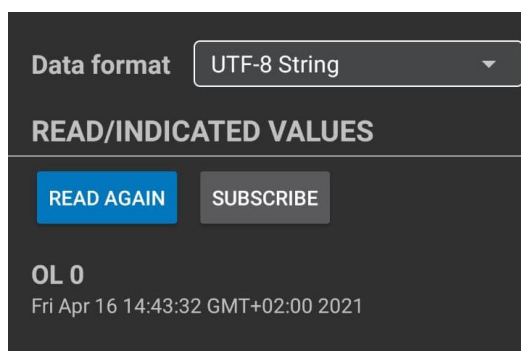 Data format UTF-8 String
READ/INDICATED VALUES
READ AGAIN SUBSCRIBE
OL 0
Fri Apr 16 14:43:32 GMT+02:00 2021